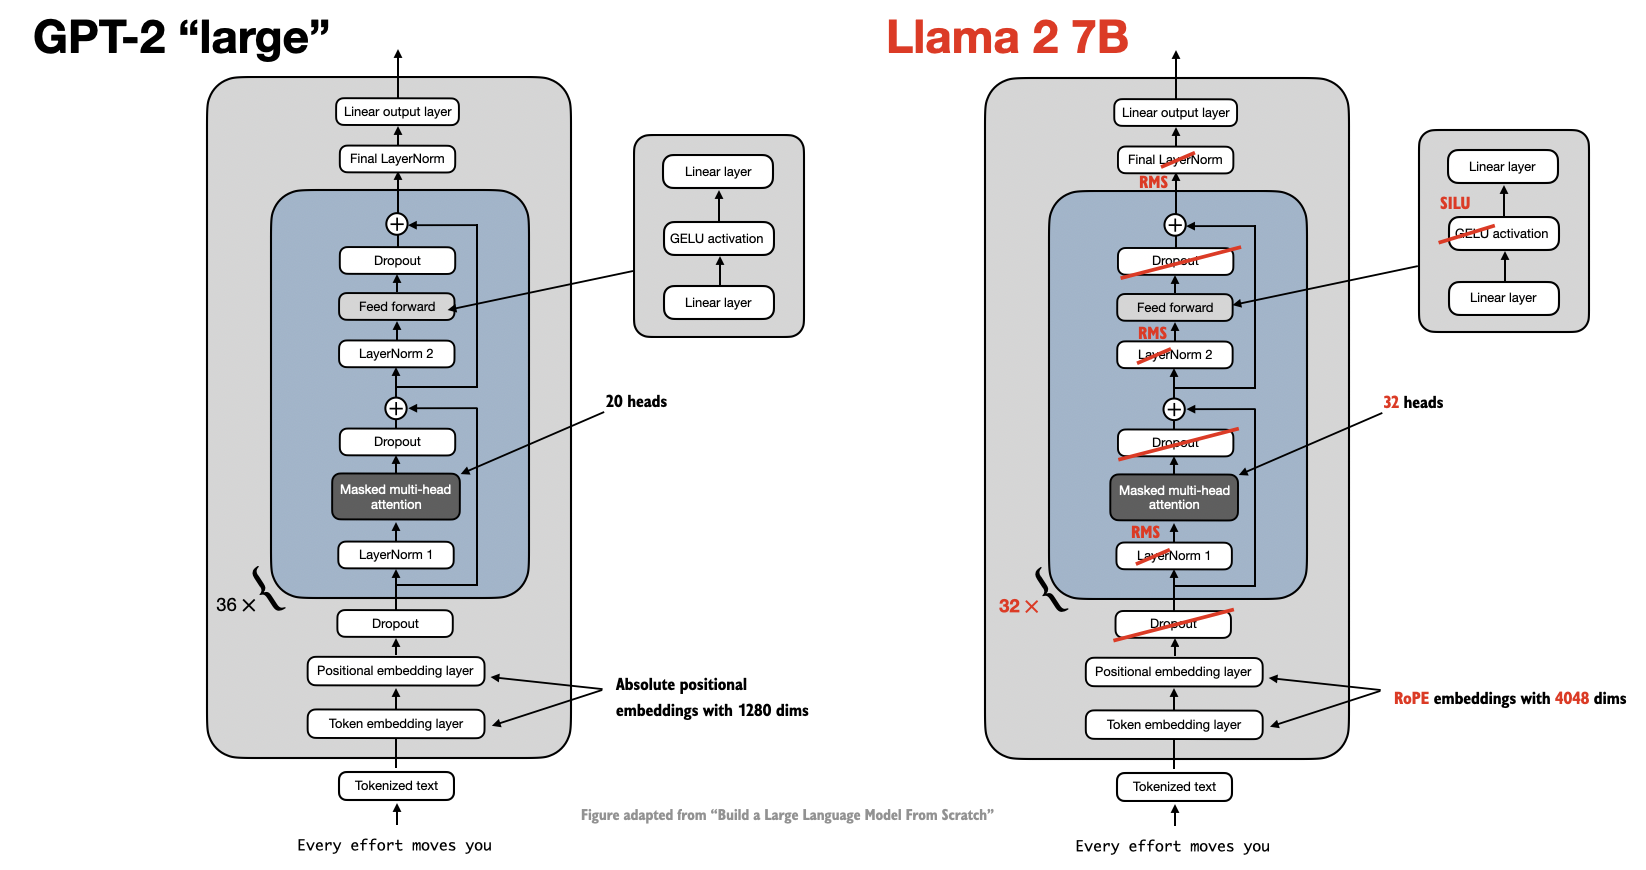 GPT-2 “large”
Linear output layer
Final LayerNorm
Dropout
Feed forward
LayerNorm 2
Dropout
Masked multi-head
attention
LayerNorm 1
36 ×
Dropout
Positional embedding layer
Token embedding layer
Tokenized text
Every effort moves you
Linear layer
GELU activation
Linear layer
20 heads
Absolute positional
embeddings with 1280 dims
Llama 2 7B
Linear output layer
Final LayerNorm
RMS
Dropout
Feed forward
RMS
LayerNorm 2
Dropout
Masked multi-head
attention
RMS
LayerNorm 1
32 ×
Dropout
Positional embedding layer
Token embedding layer
Tokenized text
Every effort moves you
Linear layer
SILU
GELU activation
Linear layer
32 heads
RoPE embeddings with 4048 dims
Figure adapted from “Build a Large Language Model From Scratch”